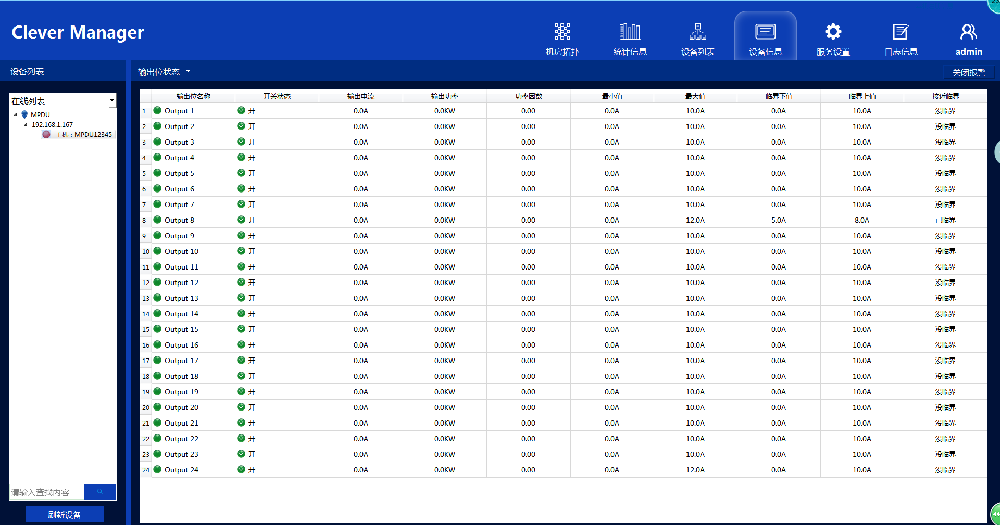 23
Clever Manager
机房拓扑 统计信息 设备列表 设备信息 服务设置 日志信息 admin
设备列表
输出位状态
关闭报警
在线列表
MPDU
192.168.1.167
主机：MPDU12345
请输入查找内容
刷新设备
输出位名称 开关状态 输出电流 输出功率 功率因数 最小值 最大值 临界下值 临界上值 接近临界
1 Output 1 开 0.0A 0.0KW 0.00 0.0A 10.0A 0.0A 10.0A 没临界
2 Output 2 开 0.0A 0.0KW 0.00 0.0A 10.0A 0.0A 10.0A 没临界
3 Output 3 开 0.0A 0.0KW 0.00 0.0A 10.0A 0.0A 10.0A 没临界
4 Output 4 开 0.0A 0.0KW 0.00 0.0A 10.0A 0.0A 10.0A 没临界
5 Output 5 开 0.0A 0.0KW 0.00 0.0A 10.0A 0.0A 10.0A 没临界
6 Output 6 开 0.0A 0.0KW 0.00 0.0A 10.0A 0.0A 10.0A 没临界
7 Output 7 开 0.0A 0.0KW 0.00 0.0A 10.0A 0.0A 10.0A 没临界
8 Output 8 开 0.0A 0.0KW 0.00 0.0A 12.0A 5.0A 8.0A 已临界
9 Output 9 开 0.0A 0.0KW 0.00 0.0A 10.0A 0.0A 10.0A 没临界
10 Output 10 开 0.0A 0.0KW 0.00 0.0A 10.0A 0.0A 10.0A 没临界
11 Output 11 开 0.0A 0.0KW 0.00 0.0A 10.0A 0.0A 10.0A 没临界
12 Output 12 开 0.0A 0.0KW 0.00 0.0A 10.0A 0.0A 10.0A 没临界
13 Output 13 开 0.0A 0.0KW 0.00 0.0A 10.0A 0.0A 10.0A 没临界
14 Output 14 开 0.0A 0.0KW 0.00 0.0A 10.0A 0.0A 10.0A 没临界
15 Output 15 开 0.0A 0.0KW 0.00 0.0A 10.0A 0.0A 10.0A 没临界
16 Output 16 开 0.0A 0.0KW 0.00 0.0A 10.0A 0.0A 10.0A 没临界
17 Output 17 开 0.0A 0.0KW 0.00 0.0A 10.0A 0.0A 10.0A 没临界
18 Output 18 开 0.0A 0.0KW 0.00 0.0A 10.0A 0.0A 10.0A 没临界
19 Output 19 开 0.0A 0.0KW 0.00 0.0A 10.0A 0.0A 10.0A 没临界
20 Output 20 开 0.0A 0.0KW 0.00 0.0A 10.0A 0.0A 10.0A 没临界
21 Output 21 开 0.0A 0.0KW 0.00 0.0A 10.0A 0.0A 10.0A 没临界
22 Output 22 开 0.0A 0.0KW 0.00 0.0A 10.0A 0.0A 10.0A 没临界
23 Output 23 开 0.0A 0.0KW 0.00 0.0A 10.0A 0.0A 10.0A 没临界
24 Output 24 开 0.0A 0.0KW 0.00 0.0A 12.0A 0.0A 10.0A 没临界
44